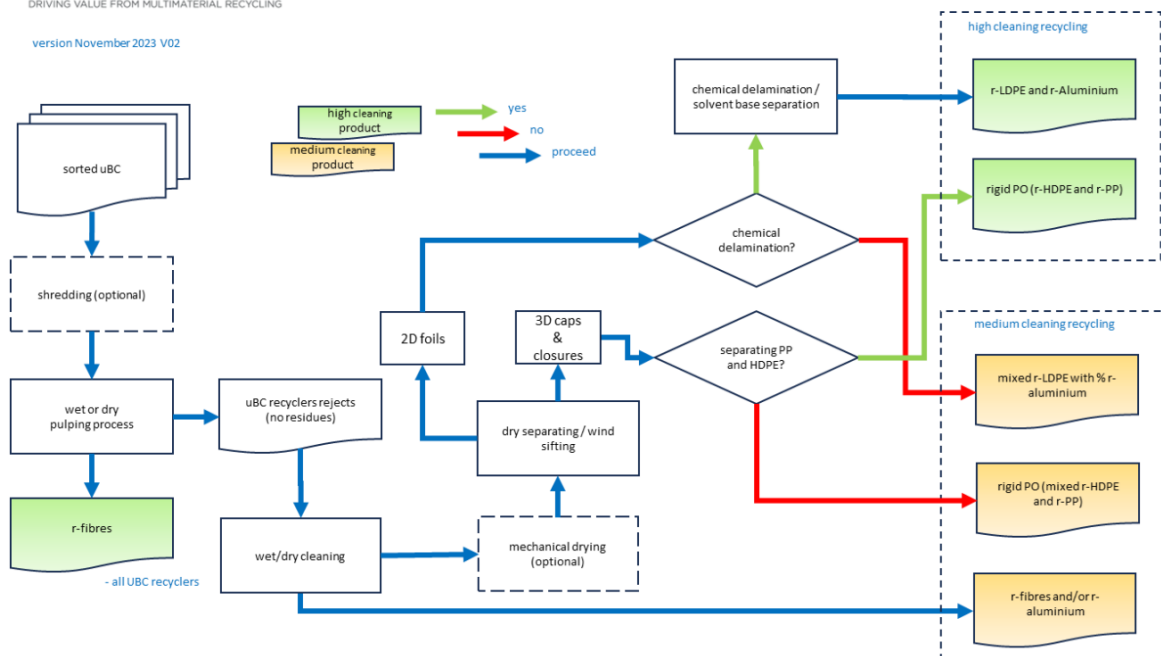 DRIVING VALUE FROM MULTIMATERIAL RECYCLING
version November 2023 V02
sorted uBC
shredding (optional)
wet or dry
pulping process
r-fibres
- all UBC recyclers
high cleaning
product
medium cleaning
product
yes
no
proceed
uBC recyclers rejects
(no residues)
wet/dry cleaning
mechanical drying
(optional)
dry separating / wind
sifting
2D foils
3D caps
&
closures
chemical delamination /
solvent base separation
chemical
delamination?
separating PP
and HDPE?
high cleaning recycling
r-LDPE and r-Aluminium
rigid PO (r-HDPE and r-PP)
medium cleaning recycling
mixed r-LDPE with % r-
aluminium
rigid PO (mixed r-HDPE
and r-PP)
r-fibres and/or r-
aluminium